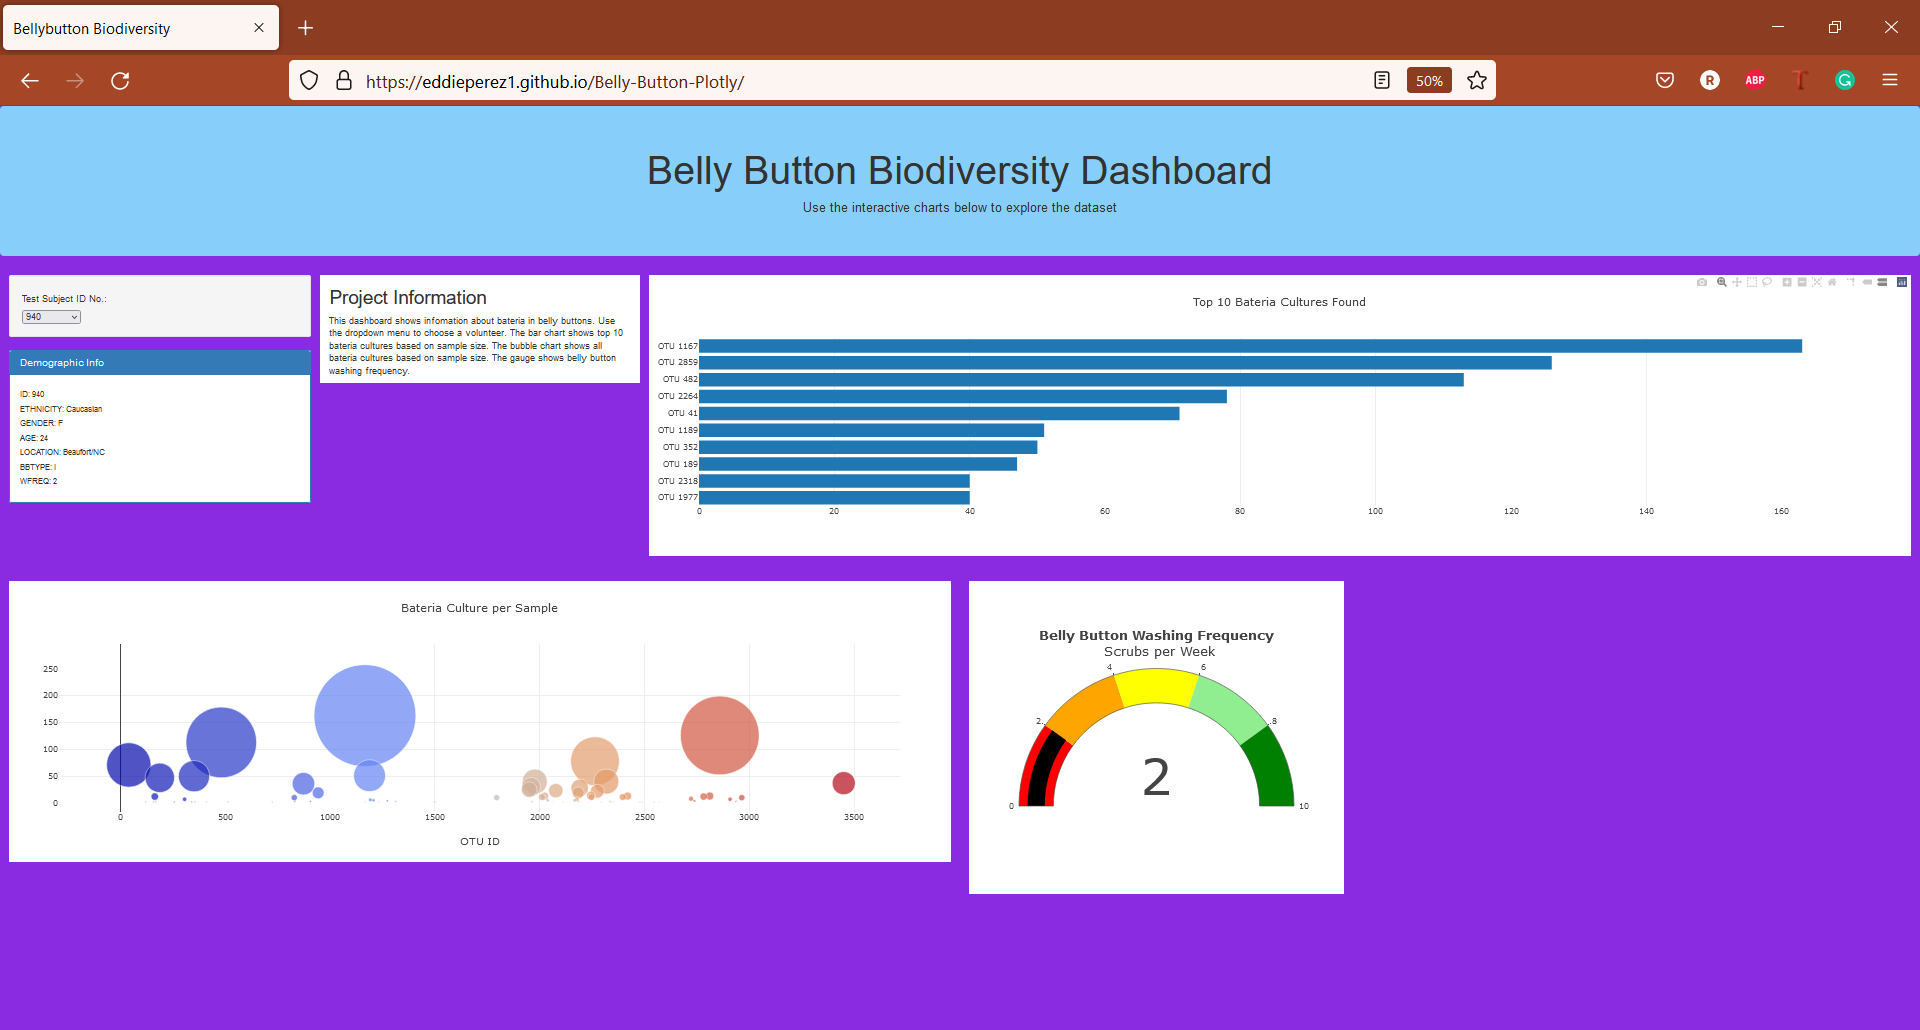 Bellybutton Biodiversity
https://eddieperez1.github.io/Belly-Button-Plotly/
50%
R
ABP
T
G
Belly Button Biodiversity Dashboard
Use the interactive charts below to explore the dataset
Test Subject ID No.:
940
Demographic Info
ID: 940
ETHNICITY: Caucasian
GENDER: F
AGE: 24
LOCATION: Beaufort/NC
BBTYPE: I
WFREQ: 2
Project Information
This dashboard shows infomation about bateria in belly buttons. Use
the dropdown menu to choose a volunteer. The bar chart shows top 10
bateria cultures based on sample size. The bubble chart shows all
bateria cultures based on sample size. The gauge shows belly button
washing frequency.
Top 10 Bateria Cultures Found
OTU 1167
OTU 2859
OTU 482
OTU 2264
OTU 41
OTU 1189
OTU 352
OTU 189
OTU 2318
OTU 1977
0 20 40 60 80 100 120 140 160
Bateria Culture per Sample
250
200
150
100
50
0
0 500 1000 1500 2000 2500 3000 3500
OTU ID
Belly Button Washing Frequency
Scrubs per Week
4 6
2 8
2
0 10